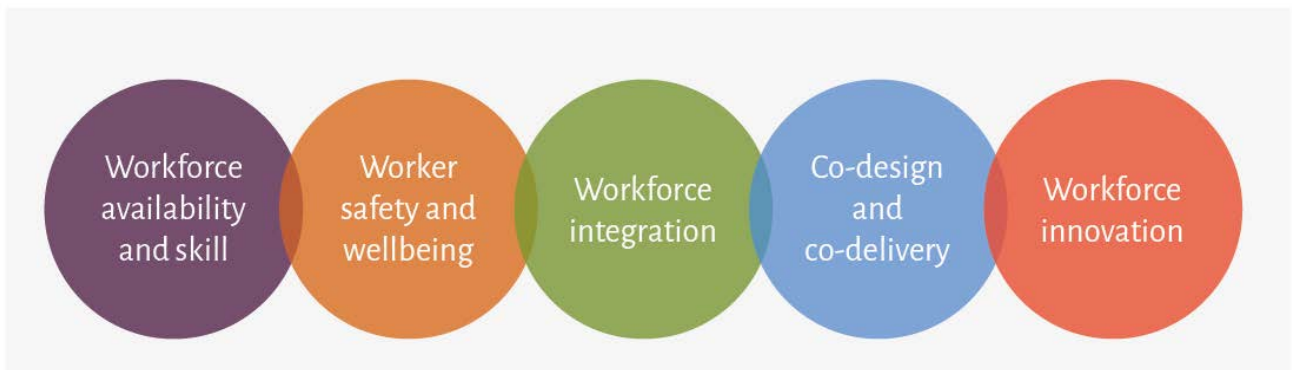 Workforce
availability
and skill
Worker
safety and
wellbeing
Workforce
integration
Co-design
and
co-delivery
Workforce
innovation